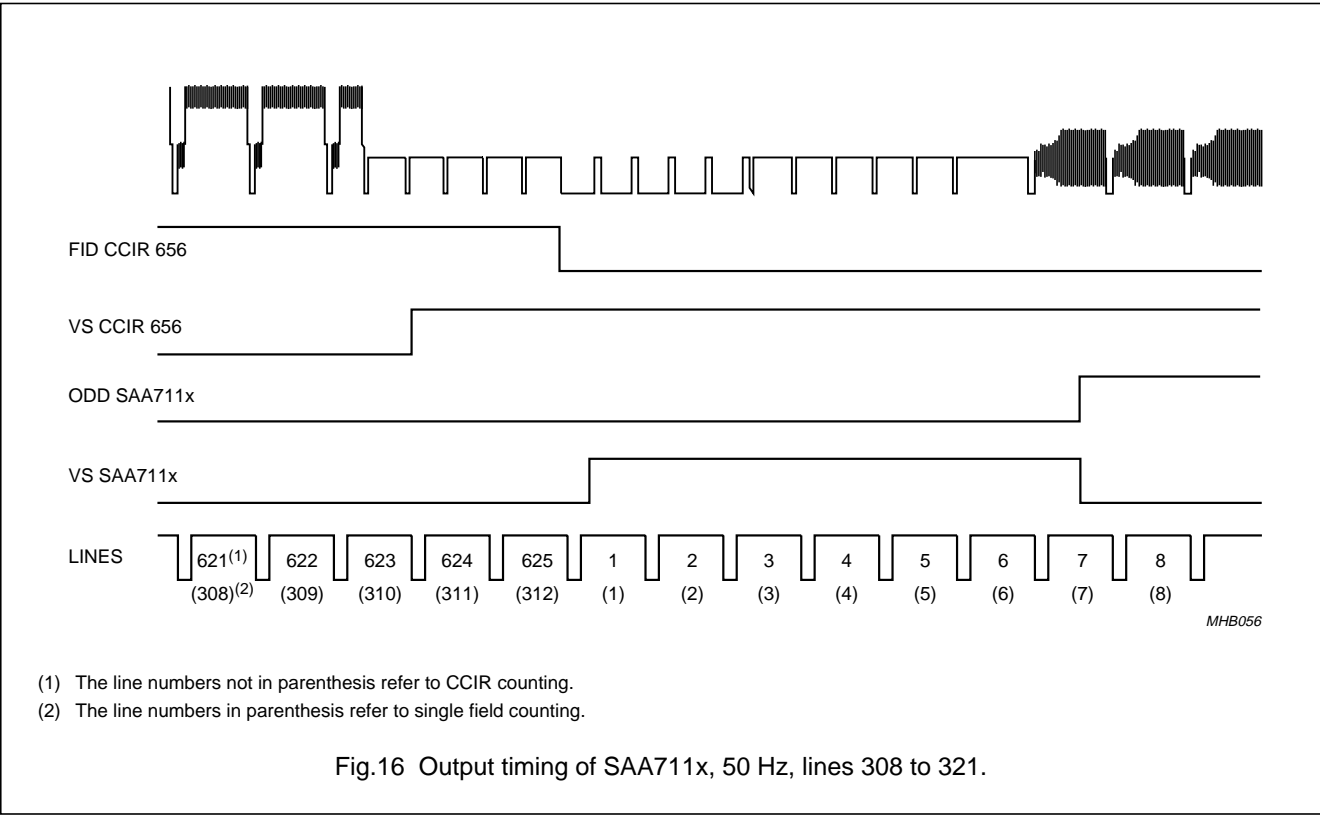 FID CCIR 656
VS CCIR 656
ODD SAA711x
VS SAA711x
LINES 621(1) 622 623 624 625 1 2 3 4 5 6 7 8
(308)(2) (309) (310) (311) (312) (1) (2) (3) (4) (5) (6) (7) (8)
MHB056
(1) The line numbers not in parenthesis refer to CCIR counting.
(2) The line numbers in parenthesis refer to single field counting.
Fig.16 Output timing of SAA711x, 50 Hz, lines 308 to 321.